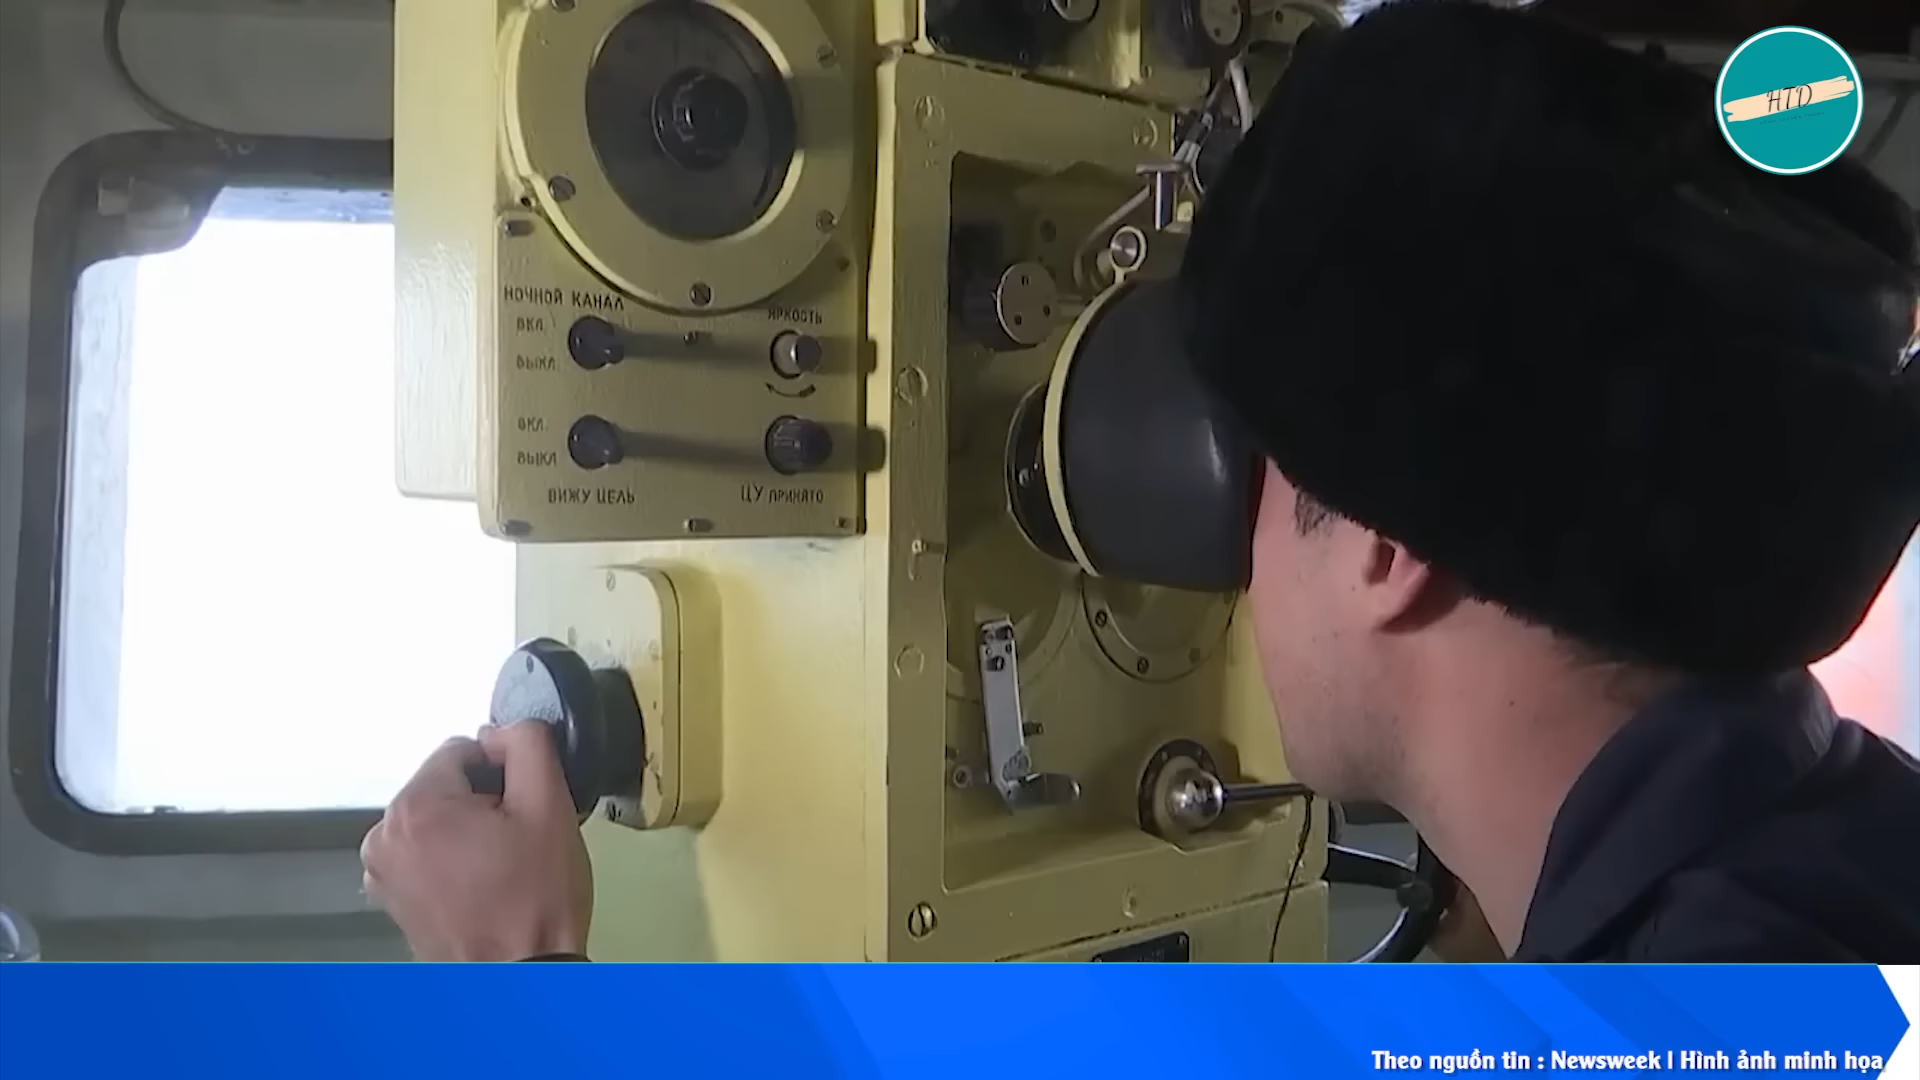 HTD
НОЧНОЙ КАНАЛ
ВКЛ.
ЯРКОСТЬ
ВЫКЛ.
ВКЛ.
ВЫКЛ
ВИЖУ ЦЕЛЬ
ЦУ ПРИНЯТО
Theo nguồn tin : Newsweek | Hình ảnh minh họa